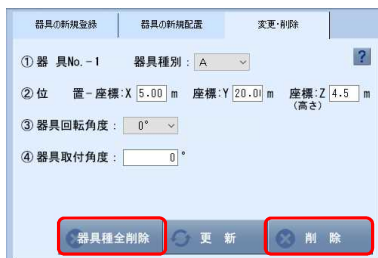 器具の新規登録 器具の新規配置 変更・削除
①器 具No.-1 器具種別: A ?
②位 置-座標:X 5.00 m 座標:Y 20.0 m 座標:Z 4.5 m
(高さ)
③器具回転角度: 0°
④器具取付角度: 0 °
器具種全削除 更 新 削 除